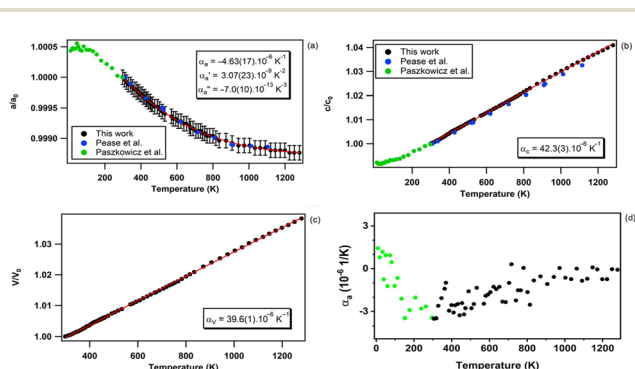 (a)
1.0005
1.0000
0.9995
0.9990
a/a₀
αₐ = -4.63(17).10⁻⁶ K⁻¹
αₐ' = 3.07(23).10⁻⁹ K⁻²
αₐ" = -7.0(10).10⁻¹³ K⁻³
This work
Pease et al.
Paszkowicz et al.
200 400 600 800 1000 1200
Temperature (K)
(b)
1.04
1.03
1.02
1.01
1.00
c/c₀
This work
Pease et al.
Paszkowicz et al.
α_c = 42.3(3).10⁻⁶ K⁻¹
200 400 600 800 1000 1200
Temperature (K)
(c)
1.03
1.02
1.01
1.00
V/V₀
α_V = 39.6(1).10⁻⁶ K⁻¹
400 600 800 1000 1200
Temperature (K)
(d)
0
-3
αₐ (10⁻⁶ 1/K)
0 200 400 600 800 1000 1200
Temperature (K)